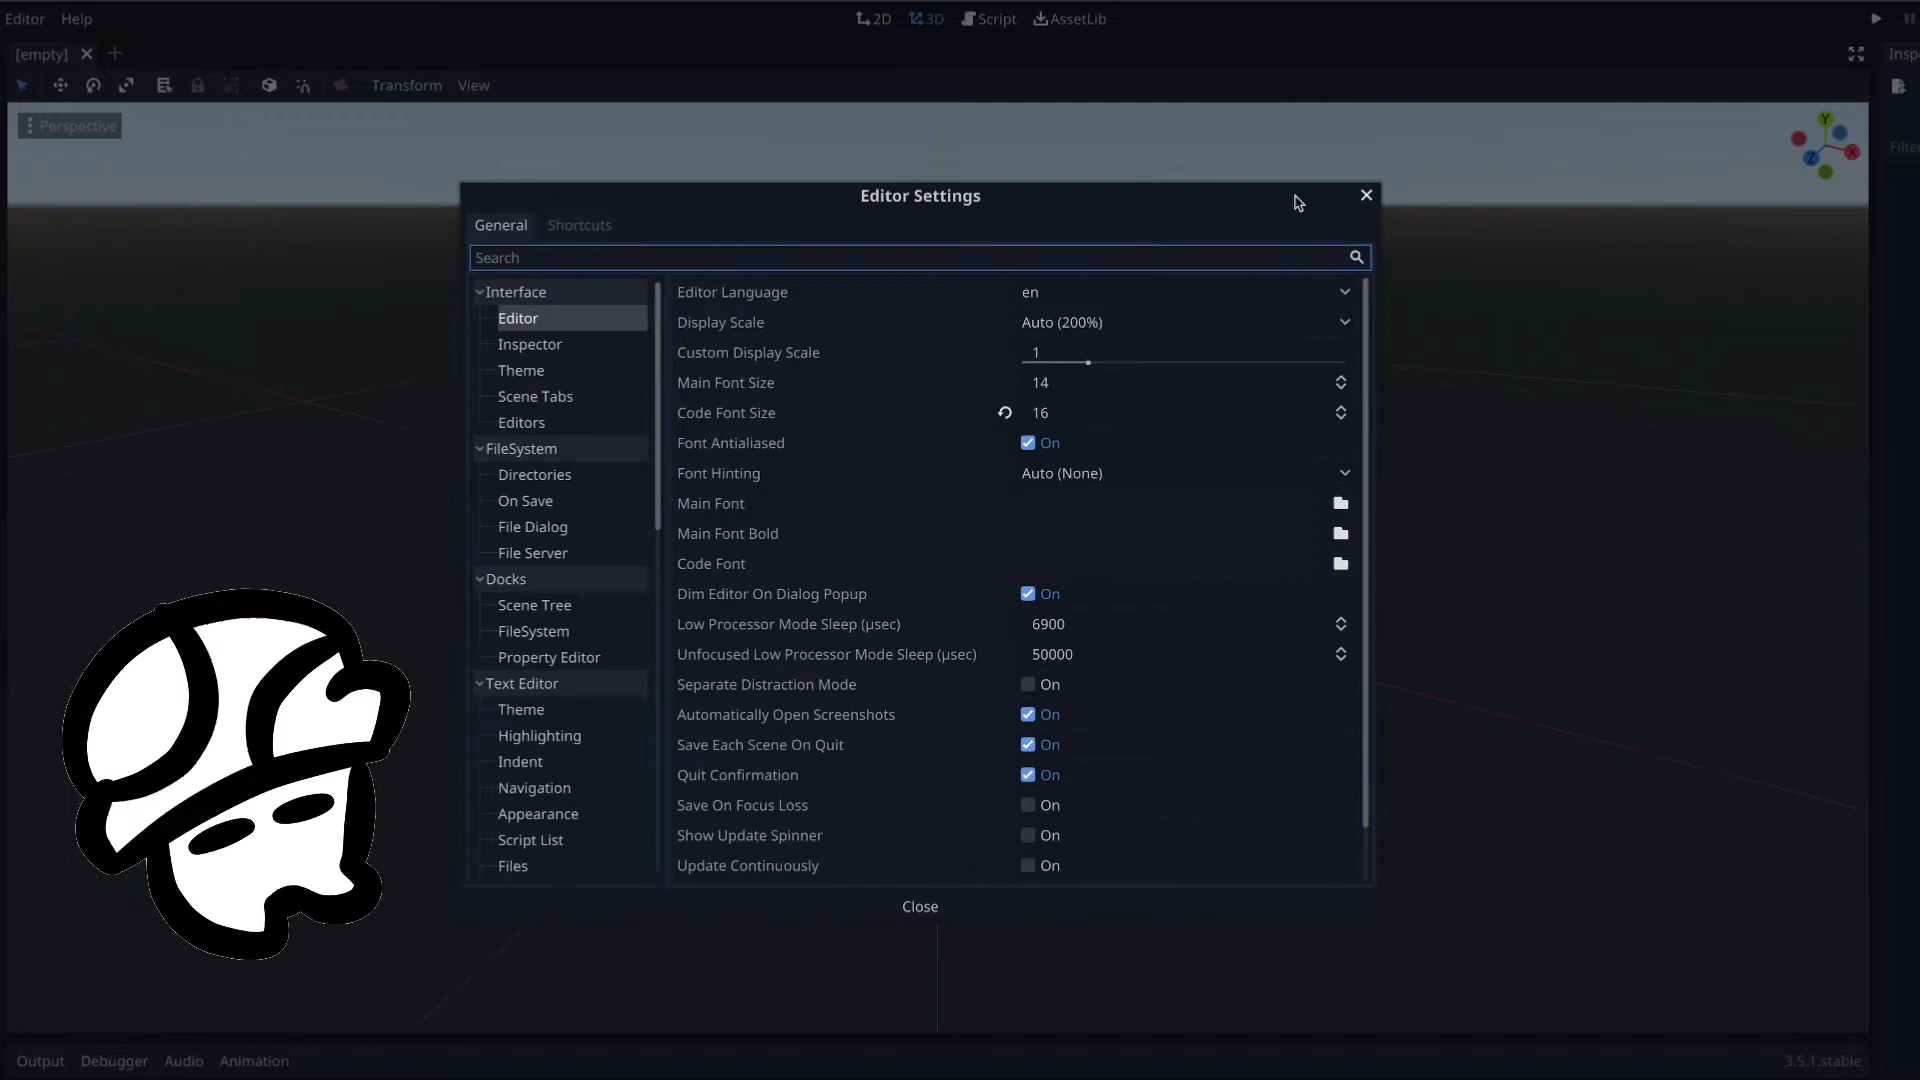 Editor Help 2D 3D Script AssetLib
[empty] Inspe
Transform View
Perspective Y
X
Z
Filter
Editor Settings
General Shortcuts
Search
Interface
Editor
Inspector
Theme
Scene Tabs
Editors
FileSystem
Directories
On Save
File Dialog
File Server
Docks
Scene Tree
FileSystem
Property Editor
Text Editor
Theme
Highlighting
Indent
Navigation
Appearance
Script List
Files
Editor Language en
Display Scale Auto (200%)
Custom Display Scale 1
Main Font Size 14
Code Font Size 16
Font Antialiased On
Font Hinting Auto (None)
Main Font
Main Font Bold
Code Font
Dim Editor On Dialog Popup On
Low Processor Mode Sleep (µsec) 6900
Unfocused Low Processor Mode Sleep (µsec) 50000
Separate Distraction Mode On
Automatically Open Screenshots On
Save Each Scene On Quit On
Quit Confirmation On
Save On Focus Loss On
Show Update Spinner On
Update Continuously On
Close
Output Debugger Audio Animation 3.5.1.stable